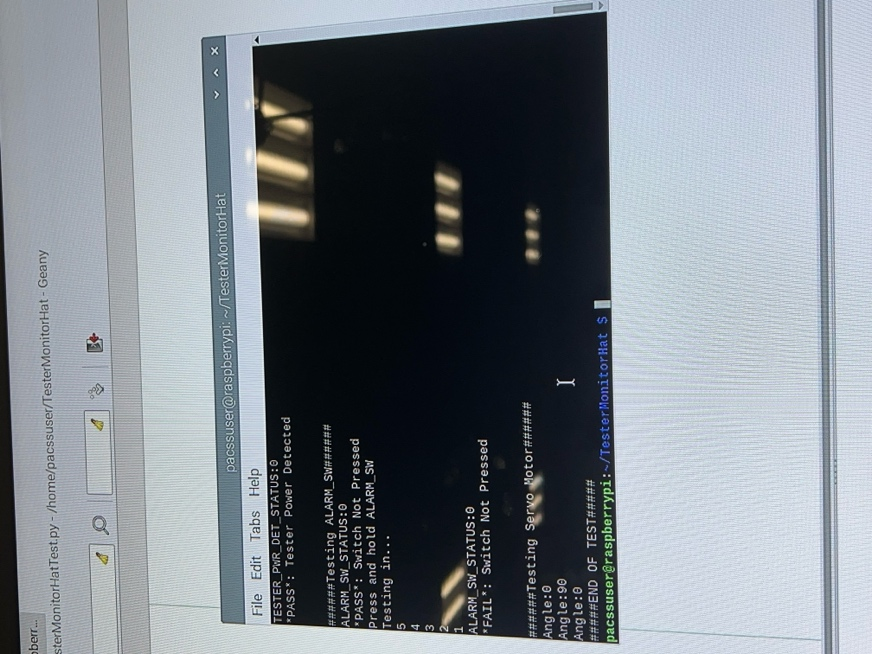 oberr...
sterMonitorHatTest.py - /home/pacssuser/TesterMonitorHat - Geany
pacssuser@raspberrypi: ~/TesterMonitorHat
File Edit Tabs Help
TESTER_PWR_DET_STATUS:0
*PASS*: Tester Power Detected
######Testing ALARM_SW######
ALARM_SW_STATUS:0
*PASS*: Switch Not Pressed
Press and hold ALARM_SW
Testing in...
5
4
3
2
1
ALARM_SW_STATUS:0
*FAIL*: Switch Not Pressed
######Testing Servo Motor######
Angle:0
Angle:90
Angle:0
#####END OF TEST#####
pacssuser@raspberrypi:~/TesterMonitorHat $